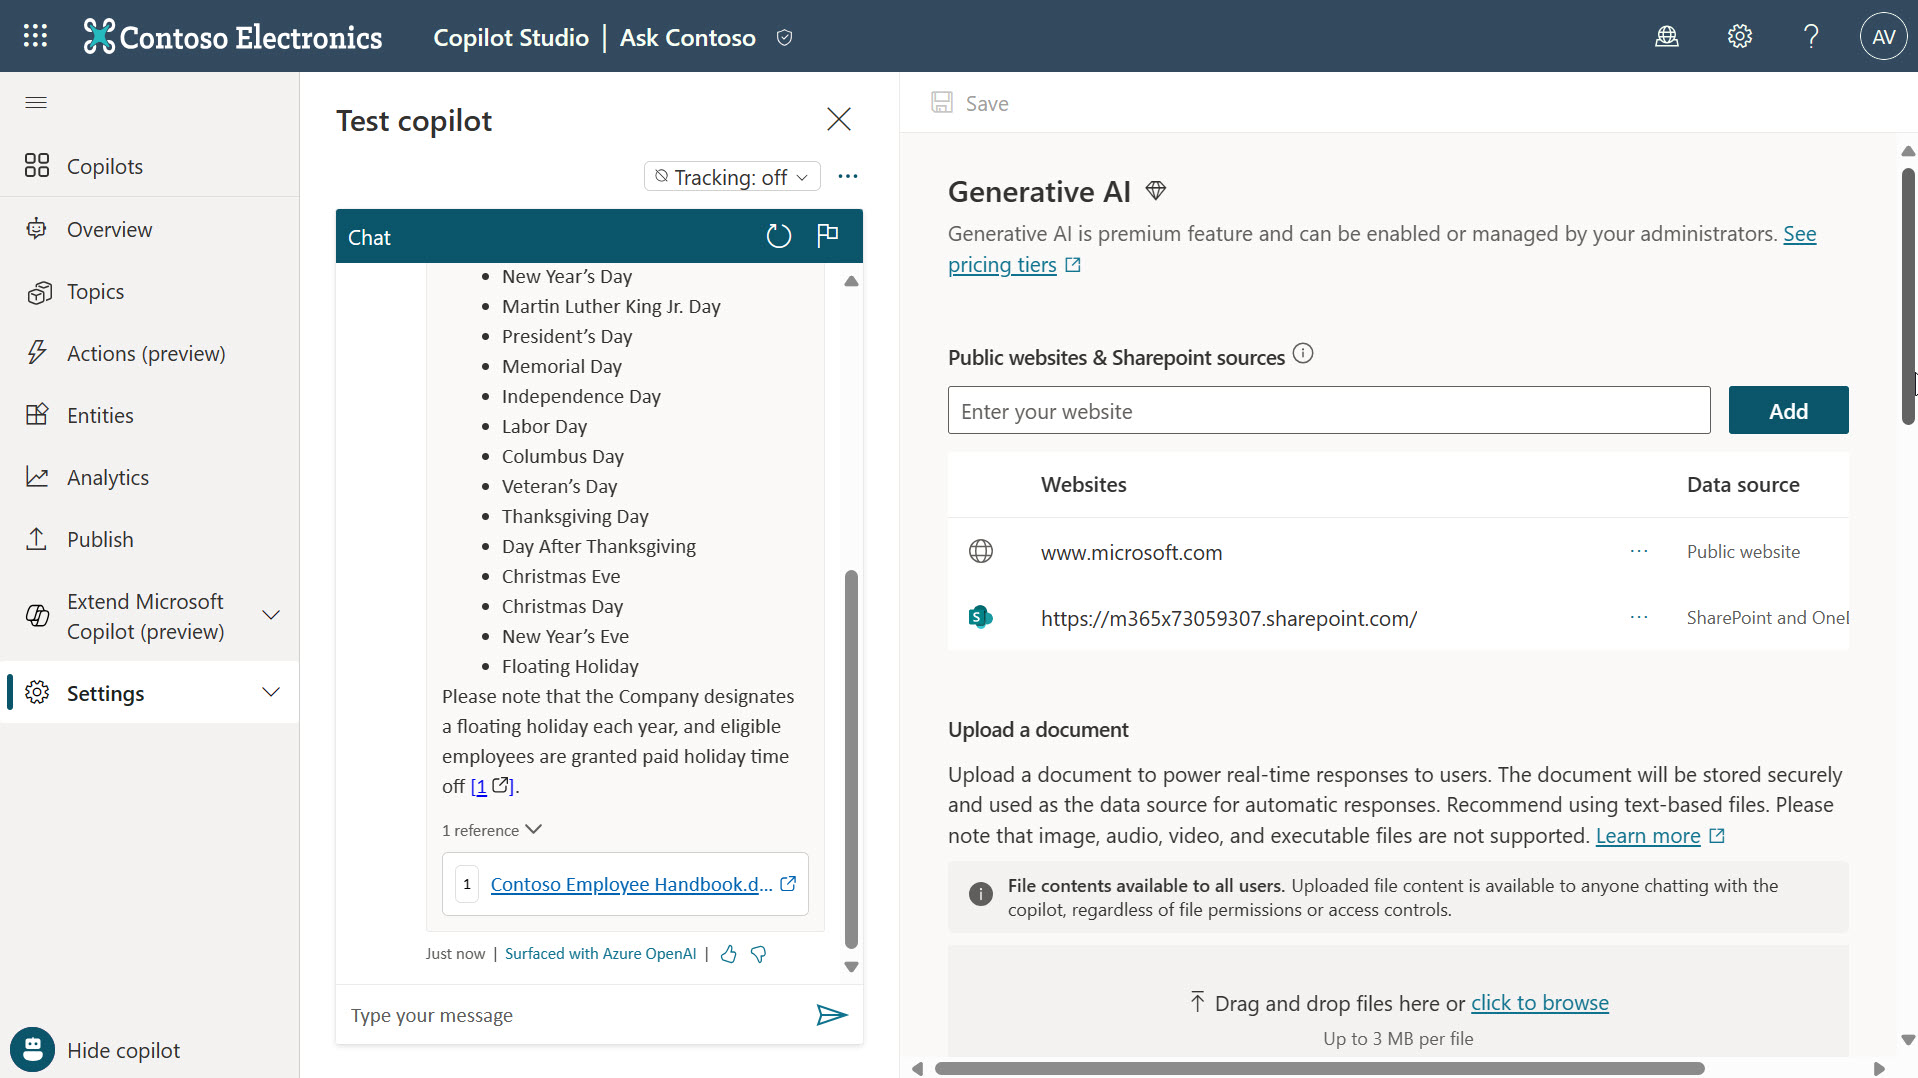 Contoso Electronics
Copilot Studio | Ask Contoso
AV
Copilots
Overview
Topics
Actions (preview)
Entities
Analytics
Publish
Extend Microsoft
Copilot (preview)
Settings
Hide copilot
Test copilot
Tracking: off
Chat
• New Year’s Day
• Martin Luther King Jr. Day
• President’s Day
• Memorial Day
• Independence Day
• Labor Day
• Columbus Day
• Veteran’s Day
• Thanksgiving Day
• Day After Thanksgiving
• Christmas Eve
• Christmas Day
• New Year’s Eve
• Floating Holiday
Please note that the Company designates
a floating holiday each year, and eligible
employees are granted paid holiday time
off [1].
1 reference
1 Contoso Employee Handbook.d...
Just now | Surfaced with Azure OpenAI |
Type your message
Save
Generative AI
Generative AI is premium feature and can be enabled or managed by your administrators. See
pricing tiers
Public websites & Sharepoint sources
Enter your website
Add
Websites Data source
www.microsoft.com ... Public website
https://m365x73059307.sharepoint.com/ ... SharePoint and One
Upload a document
Upload a document to power real-time responses to users. The document will be stored securely
and used as the data source for automatic responses. Recommend using text-based files. Please
note that image, audio, video, and executable files are not supported. Learn more
File contents available to all users. Uploaded file content is available to anyone chatting with the
copilot, regardless of file permissions or access controls.
Drag and drop files here or click to browse
Up to 3 MB per file